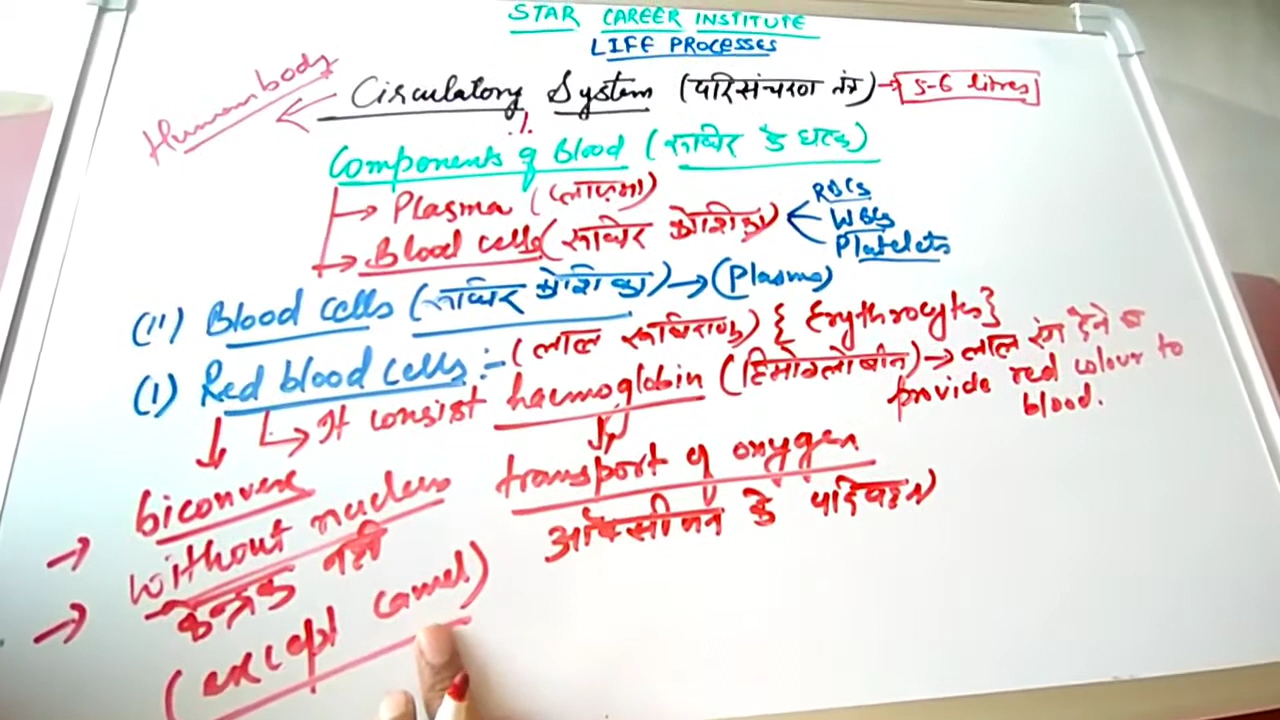 STAR CAREER INSTITUTE
LIFE PROCESSES
Human body ← Circulatory System (परिसंचरण तंत्र) → 5-6 litres
Components of Blood (रूधिर के घटक)
→ Plasma (प्लाज़मा)
→ Blood cells (रूधिर कोशिका)
RBCs
WBCs
Platelets
(II) Blood cells (रूधिर कोशिका) → (Plasma)
(I) Red blood cells :- (लाल रूधिराणु) { Erythrocytes }
→ It consist haemoglobin (हिमोग्लोबीन) → लाल रंग देने
provide red colour to
blood.
transport of oxygen
ऑक्सीजन के परिवहन
→ biconvex
→ without nucleus
केन्द्रक नही
(except camel)